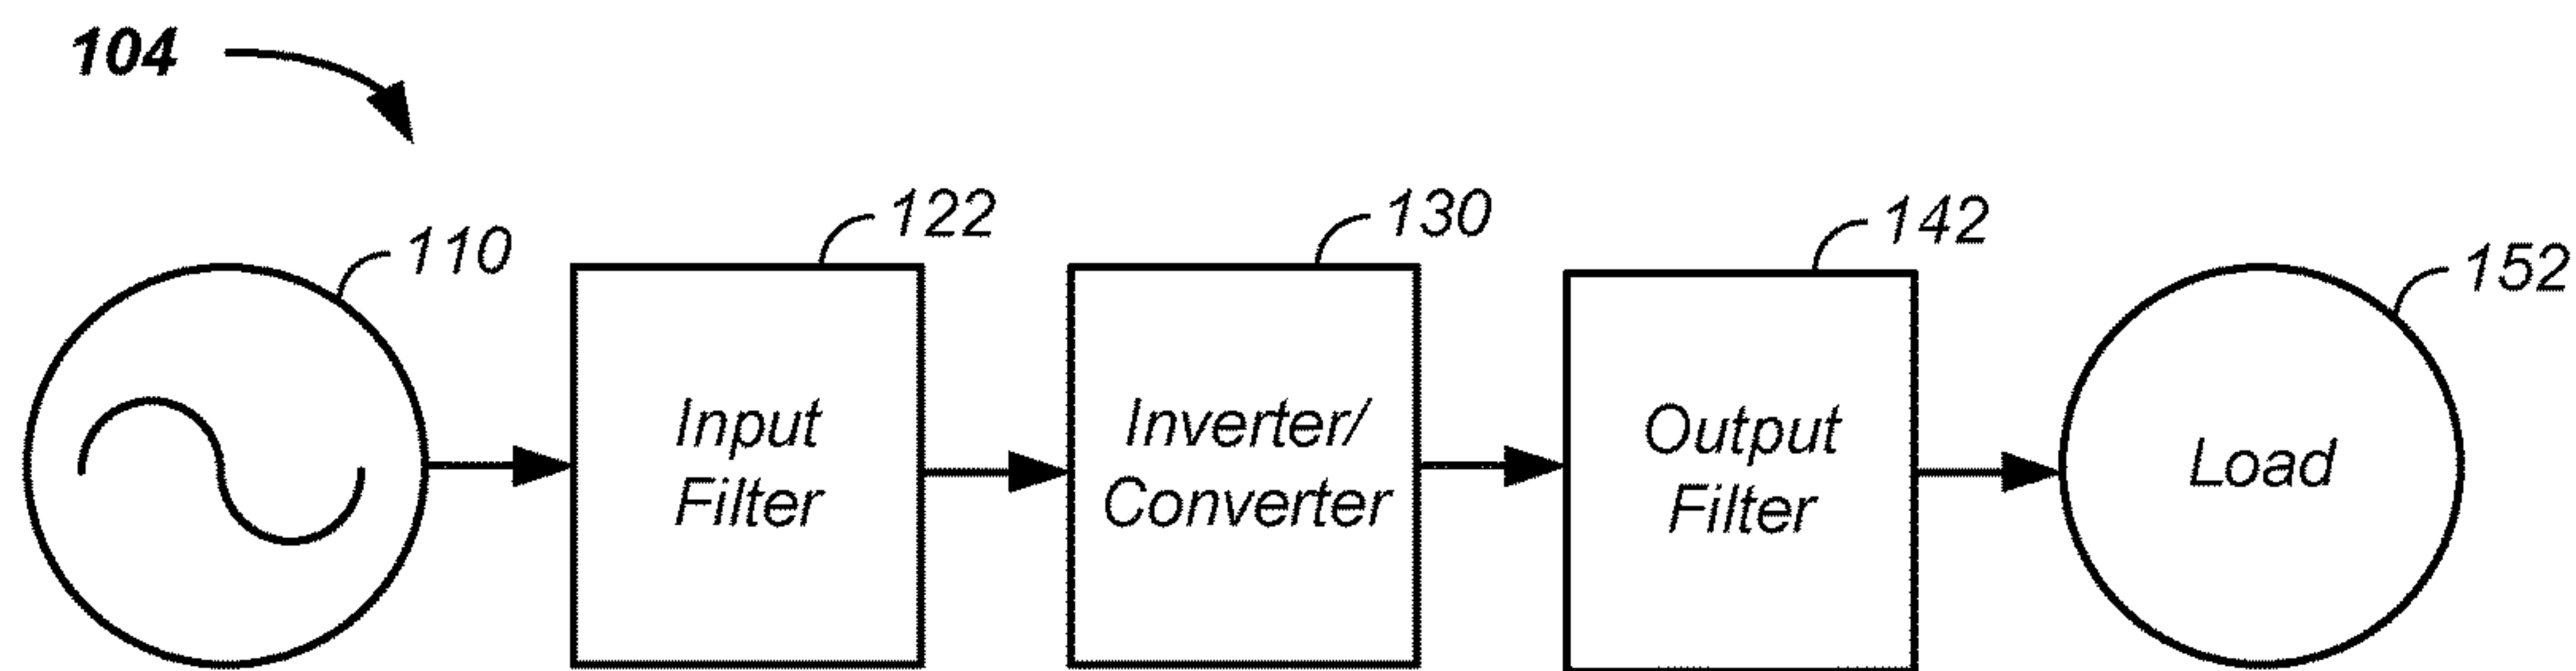 104
110
122
130
142
152
Input
Filter
Inverter/
Converter
Output
Filter
Load